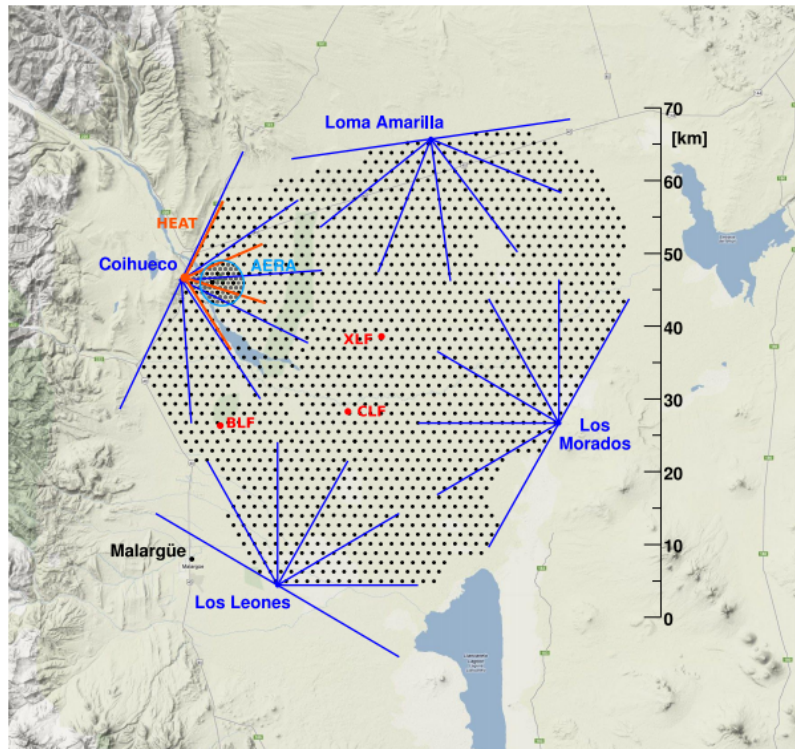 70
Loma Amarilla
[km]
60
HEAT
AERA
50
Coihueco
40
XLF
30
CLF
BLF
Los
Morados
20
10
Malargüe
Malargüe
Los Leones
0